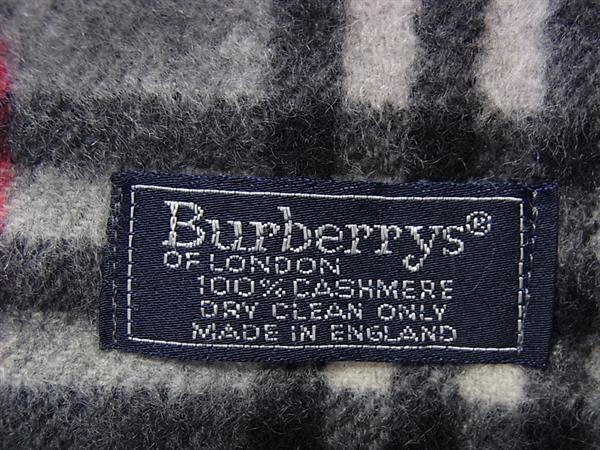 Burberrys®
OF LONDON
100% CASHMERE
DRY CLEAN ONLY
MADE IN ENGLAND